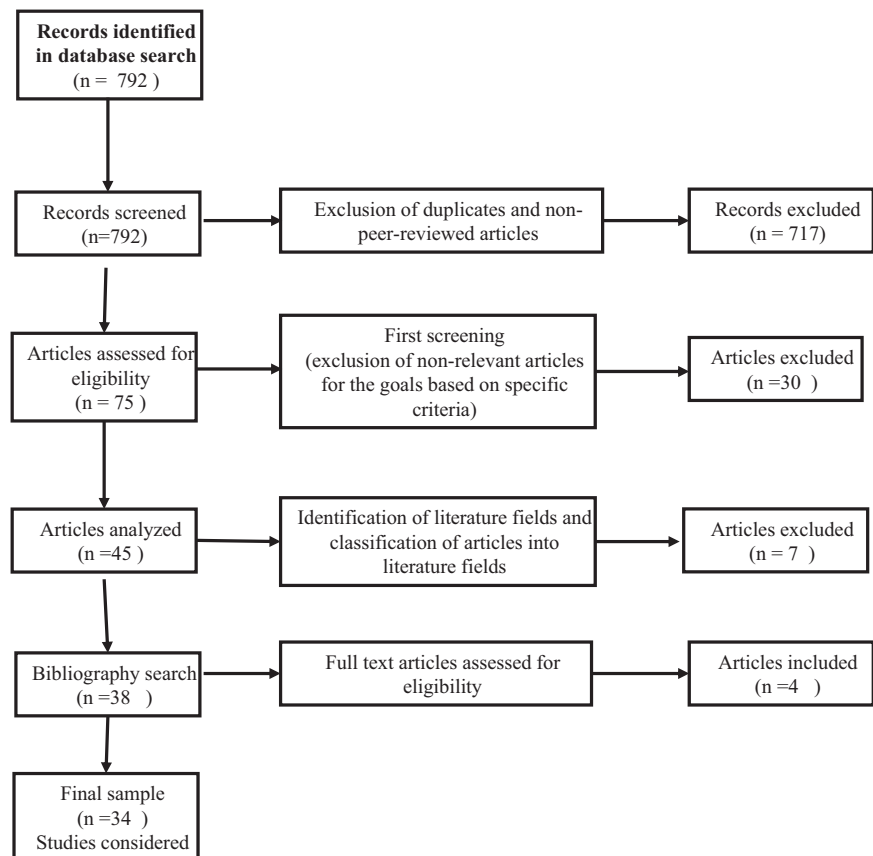 Records identified
in database search
(n = 792 )
Records screened
(n=792)
Exclusion of duplicates and non-
peer-reviewed articles
Records excluded
(n = 717)
Articles assessed for
eligibility
(n = 75 )
First screening
(exclusion of non-relevant articles
for the goals based on specific
criteria)
Articles excluded
(n =30 )
Articles analyzed
(n =45 )
Identification of literature fields and
classification of articles into
literature fields
Articles excluded
(n = 7 )
Bibliography search
(n =38 )
Full text articles assessed for
eligibility
Articles included
(n =4 )
Final sample
(n =34 )
Studies considered